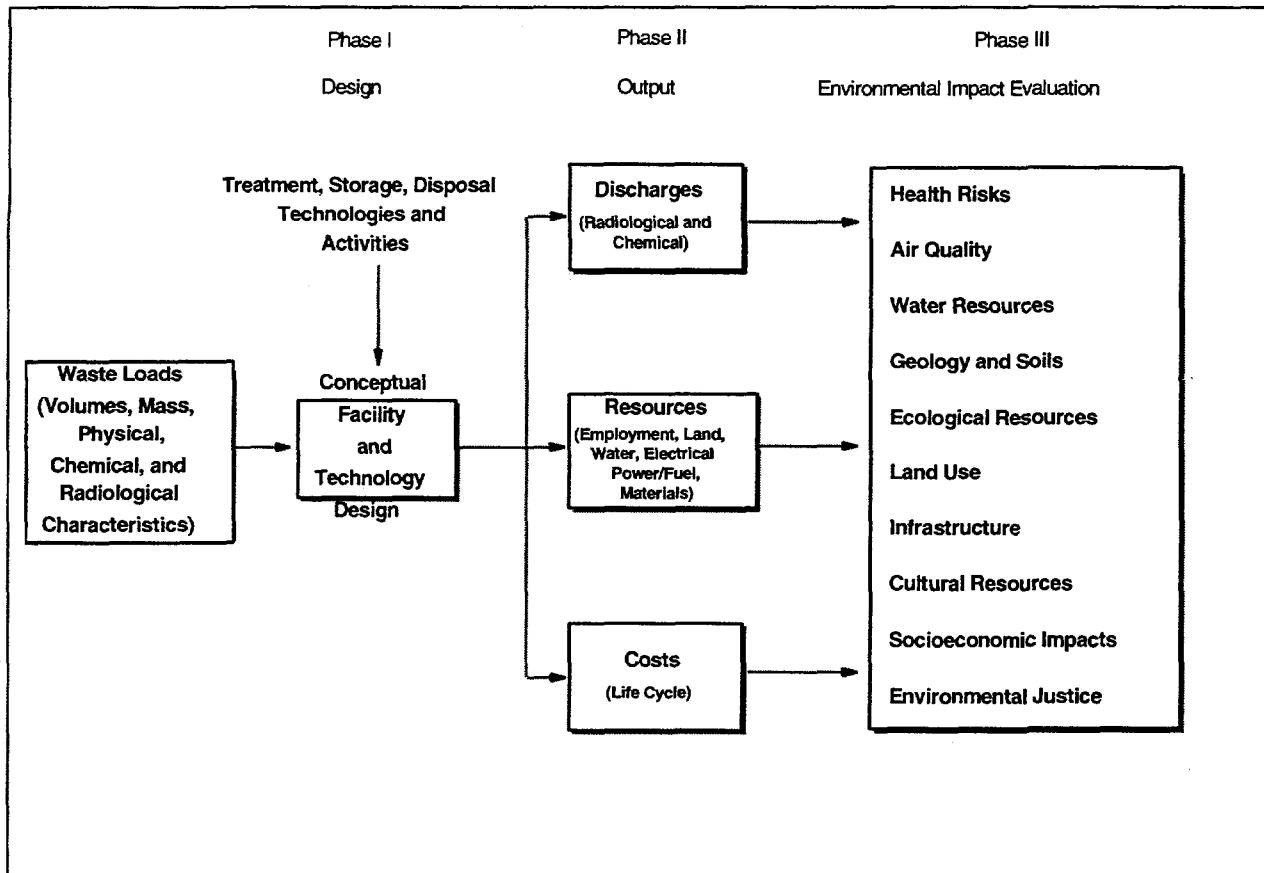 Phase I
Phase II
Phase III
Design
Output
Environmental Impact Evaluation
Treatment, Storage, Disposal
Technologies and
Activities
Waste Loads
(Volumes, Mass,
Physical,
Chemical, and
Radiological
Characteristics)
Conceptual
Facility
and
Technology
Design
Discharges
(Radiological and
Chemical)
Resources
(Employment, Land,
Water, Electrical
Power/Fuel,
Materials)
Costs
(Life Cycle)
Health Risks
Air Quality
Water Resources
Geology and Soils
Ecological Resources
Land Use
Infrastructure
Cultural Resources
Socioeconomic Impacts
Environmental Justice